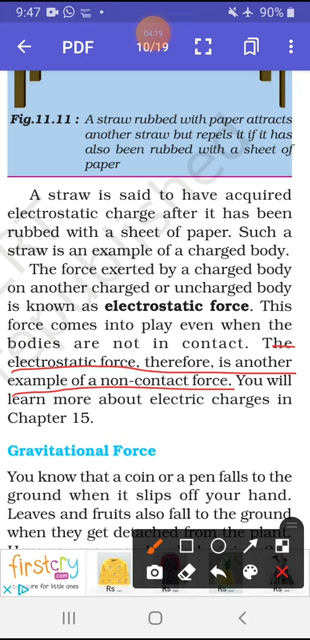 9:47
90%
04:19
PDF
10/19
Fig.11.11 : A straw rubbed with paper attracts
another straw but repels it if it has
also been rubbed with a sheet of
paper
A straw is said to have acquired
electrostatic charge after it has been
rubbed with a sheet of paper. Such a
straw is an example of a charged body.
The force exerted by a charged body
on another charged or uncharged body
is known as electrostatic force. This
force comes into play even when the
bodies are not in contact. The
electrostatic force, therefore, is another
example of a non-contact force. You will
learn more about electric charges in
Chapter 15.
Gravitational Force
You know that a coin or a pen falls to the
ground when it slips off your hand.
Leaves and fruits also fall to the ground
when they get detached from the plant.
firstcry
.com
for little ones
Rs ...
Rs
Rs ...